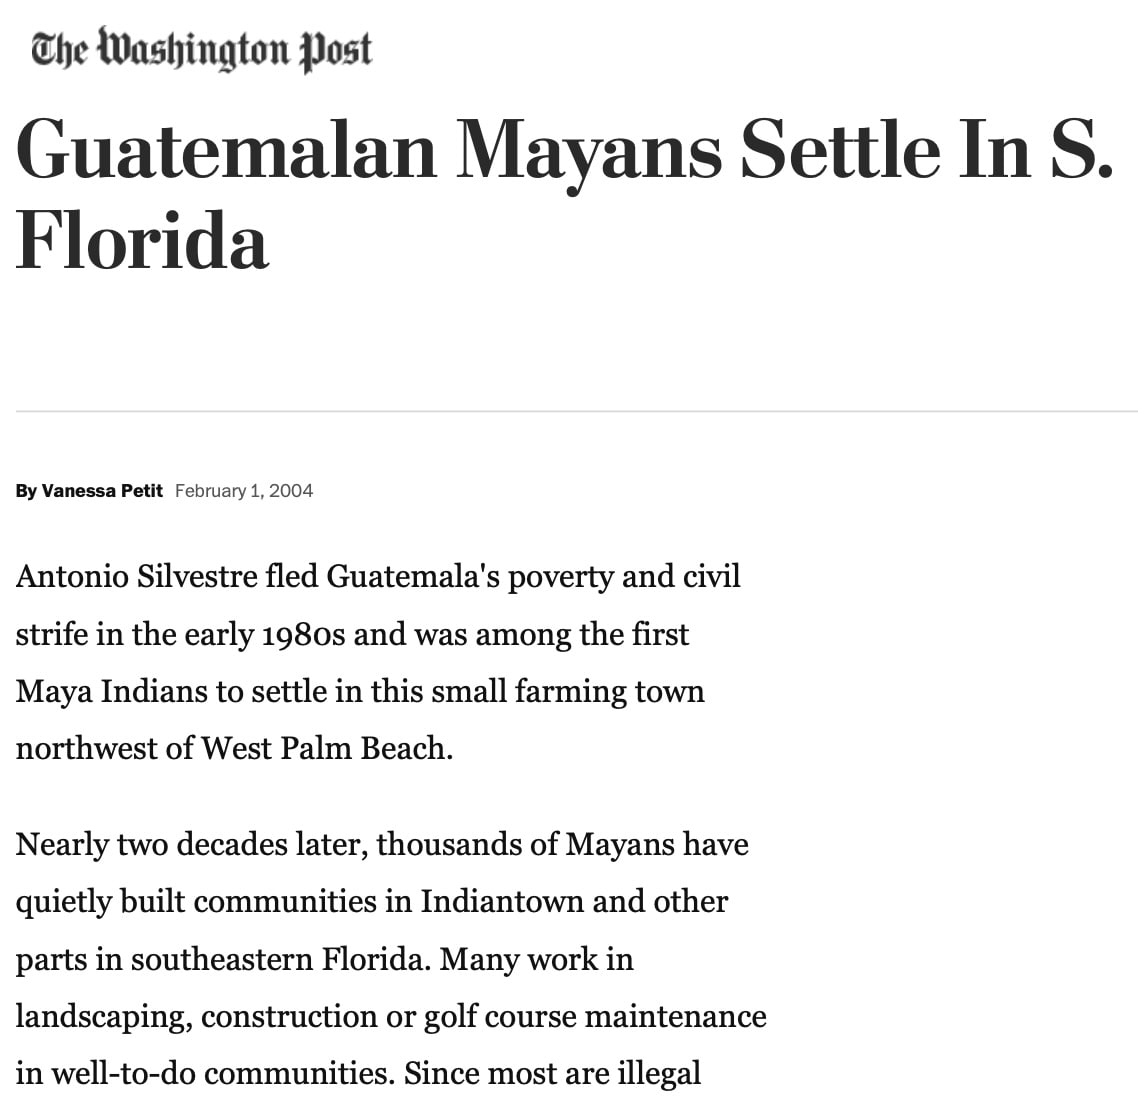 The Washington Post
Guatemalan Mayans Settle In S.
Florida
By Vanessa Petit February 1, 2004
Antonio Silvestre fled Guatemala's poverty and civil
strife in the early 1980s and was among the first
Maya Indians to settle in this small farming town
northwest of West Palm Beach.
Nearly two decades later, thousands of Mayans have
quietly built communities in Indiantown and other
parts in southeastern Florida. Many work in
landscaping, construction or golf course maintenance
in well-to-do communities. Since most are illegal